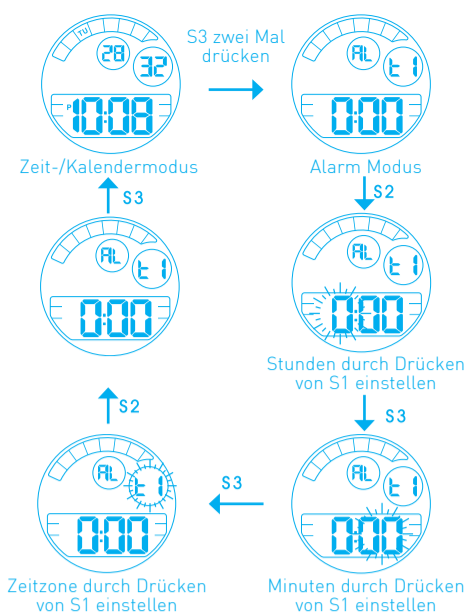 TU
28
32
P
10:08
Zeit-/Kalendermodus
S3 zwei Mal
drücken
AL
t1
0:00
Alarm Modus
S2
AL
t1
0:00
Stunden durch Drücken
von S1 einstellen
S3
AL
t1
0:00
Minuten durch Drücken
von S1 einstellen
S3
AL
t1
0:00
Zeitzone durch Drücken
von S1 einstellen
S2
AL
t1
0:00
S3